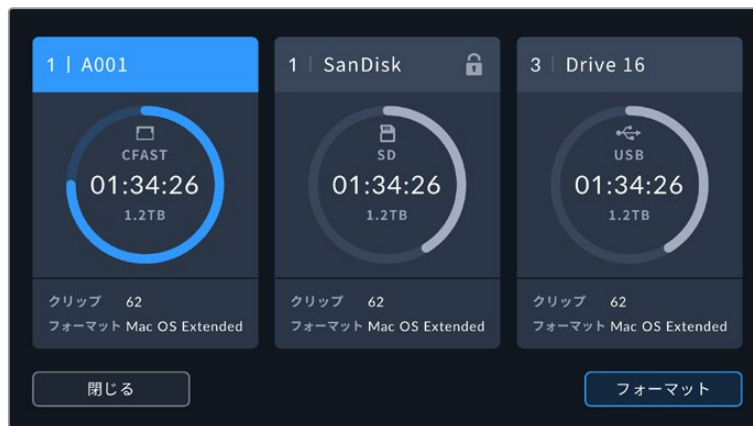 1 | A001
CFAST
01:34:26
1.2TB
クリップ 62
フォーマット Mac OS Extended
1 | SanDisk
SD
01:34:26
1.2TB
クリップ 62
フォーマット Mac OS Extended
3 | Drive 16
USB
01:34:26
1.2TB
クリップ 62
フォーマット Mac OS Extended
閉じる
フォーマット